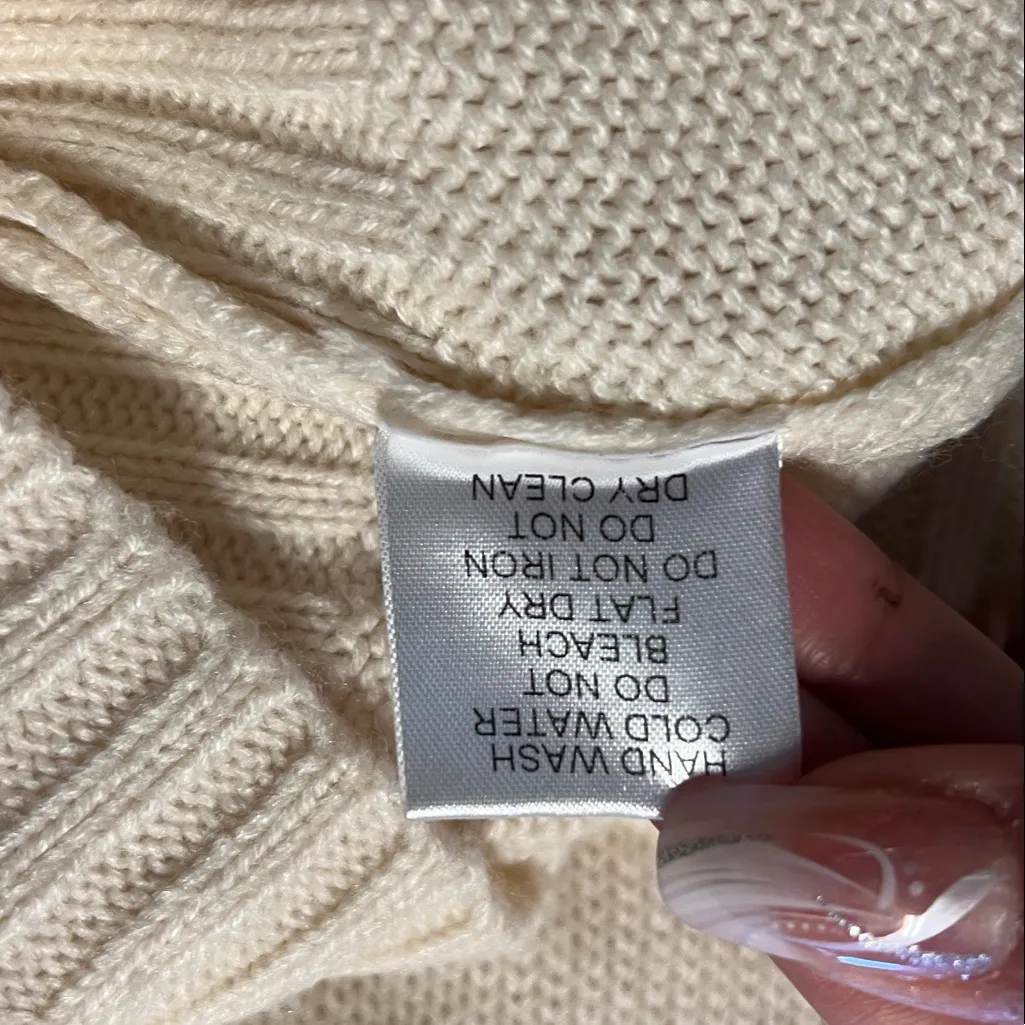 HAND WASH
COLD WATER
DO NOT
BLEACH
FLAT DRY
DO NOT IRON
DO NOT
DRY CLEAN